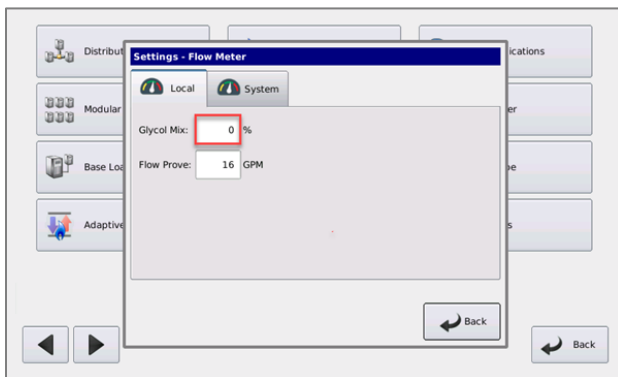 Distribut
ications
Settings - Flow Meter
Local
System
Modular
er
Glycol Mix: 0 %
Base Loa
Flow Prove: 16 GPM
pe
Adaptive
s
Back
Back